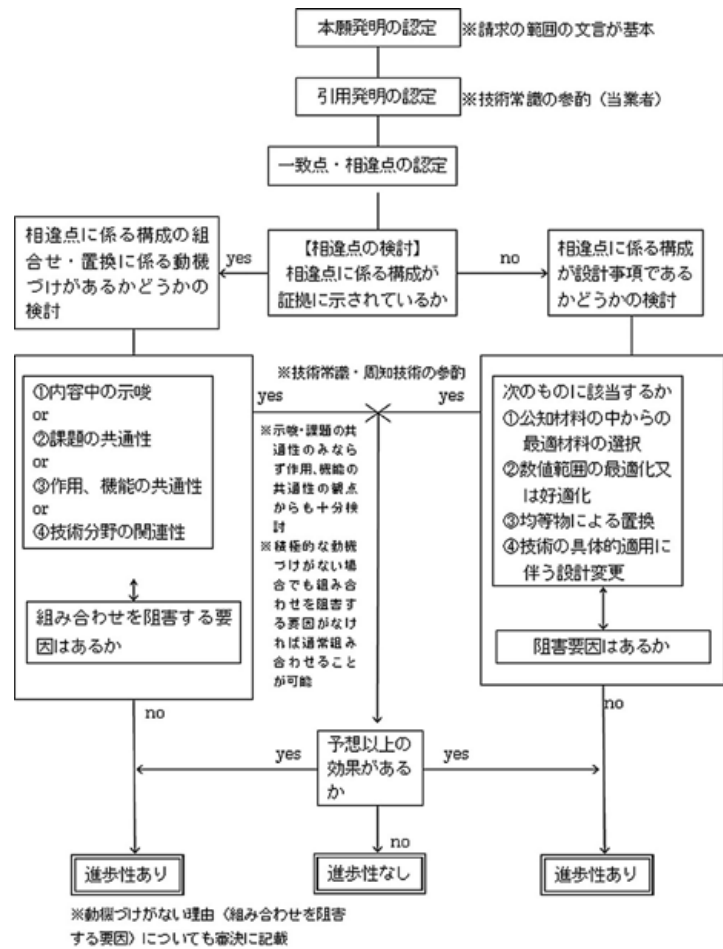 本願発明の認定
※請求の範囲の文言が基本
引用発明の認定
※技術常識の参酌（当業者）
一致点・相違点の認定
相違点に係る構成の組
合せ・置換に係る動機
づけがあるかどうかの
検討
yes
【相違点の検討】
相違点に係る構成が
証拠に示されているか
no
相違点に係る構成
が設計事項である
かどうかの検討
①内容中の示唆
or
②課題の共通性
or
③作用、機能の共通性
or
④技術分野の関連性
組み合わせを阻害する要
因はあるか
※技術常識・周知技術の参酌
yes
yes
※示唆・課題の共
通性のみなら
ず作用、機能の
共通性の観点
からも十分検
討
※積極的な動機
づけがない場
合でも組み合
わせを阻害す
る要因がなけ
れば通常組み
合わせること
が可能
次のものに該当するか
①公知材料の中からの
最適材料の選択
②数値範囲の最適化又
は好適化
③均等物による置換
④技術の具体的適用に
伴う設計変更
阻害要因はあるか
no
no
yes
予想以上の
効果がある
か
yes
no
進歩性あり
進歩性なし
進歩性あり
※動機づけがない理由（組み合わせを阻害
する要因）についても審決に記載